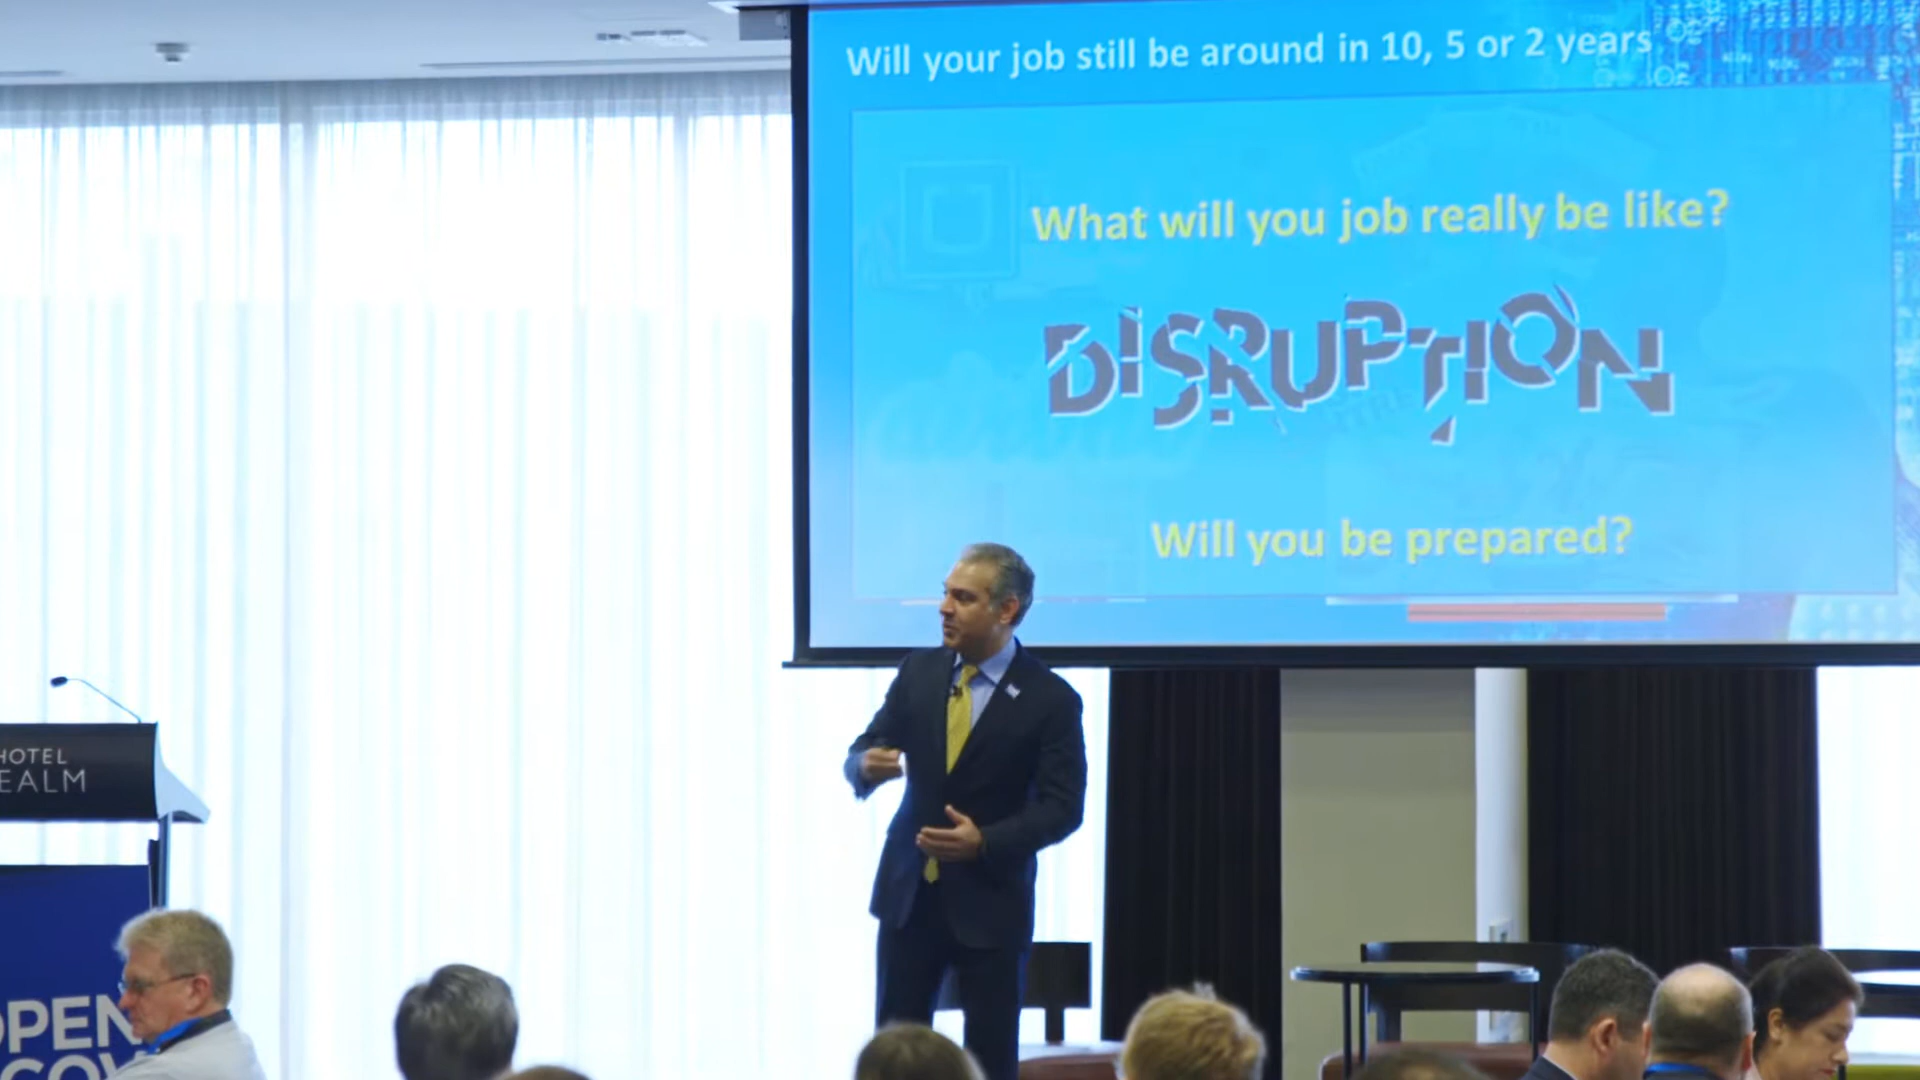 Will your job still be around in 10, 5 or 2 years
What will you job really be like?
DISRUPTION
Will you be prepared?
HOTEL
EALM
OPEN
GOV